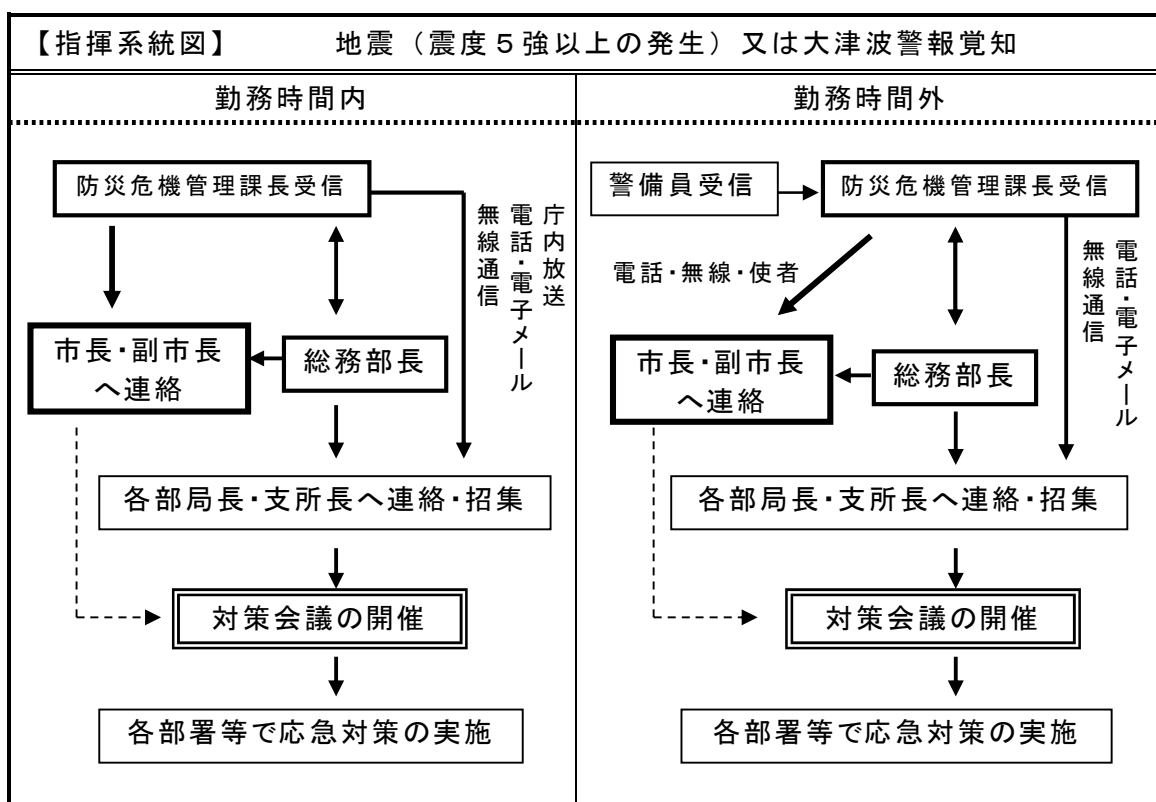 【指揮系統図】 地震（震度５強以上の発生）又は大津波警報覚知
勤務時間内
防災危機管理課長受信
庁内放送
電話・電子メール
無線通信
市長・副市長
へ連絡
総務部長
各部局長・支所長へ連絡・招集
対策会議の開催
各部署等で応急対策の実施
勤務時間外
警備員受信
防災危機管理課長受信
電話・無線・使者
電話・電子メール
無線通信
市長・副市長
へ連絡
総務部長
各部局長・支所長へ連絡・招集
対策会議の開催
各部署等で応急対策の実施